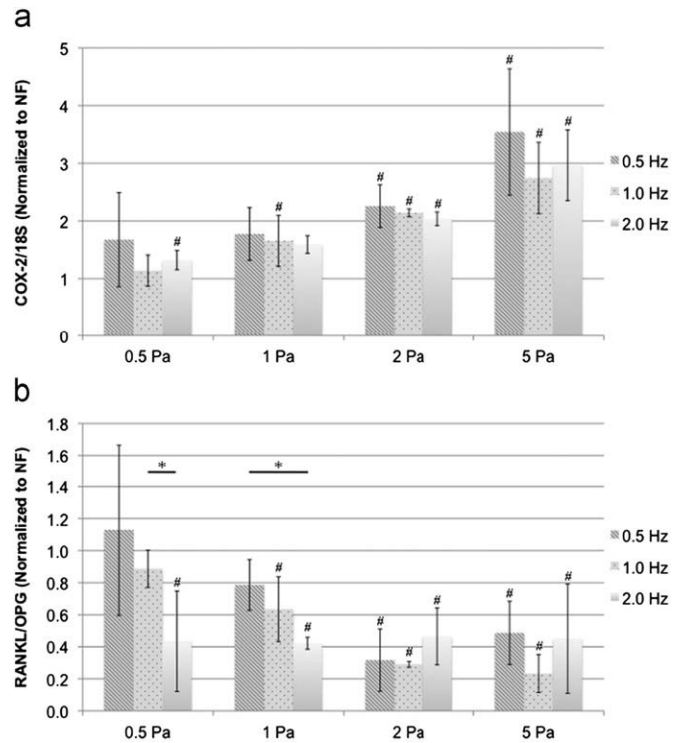 a
COX-2/18S (Normalized to NF)
5
4
3
2
1
0
#
#
#
#
#
#
#
#
0.5 Pa
1 Pa
2 Pa
5 Pa
0.5 Hz
1.0 Hz
2.0 Hz
b
RANKL/OPG (Normalized to NF)
1.8
1.6
1.4
1.2
1.0
0.8
0.6
0.4
0.2
0.0
*
*
#
#
#
#
#
#
#
#
#
0.5 Pa
1 Pa
2 Pa
5 Pa
0.5 Hz
1.0 Hz
2.0 Hz